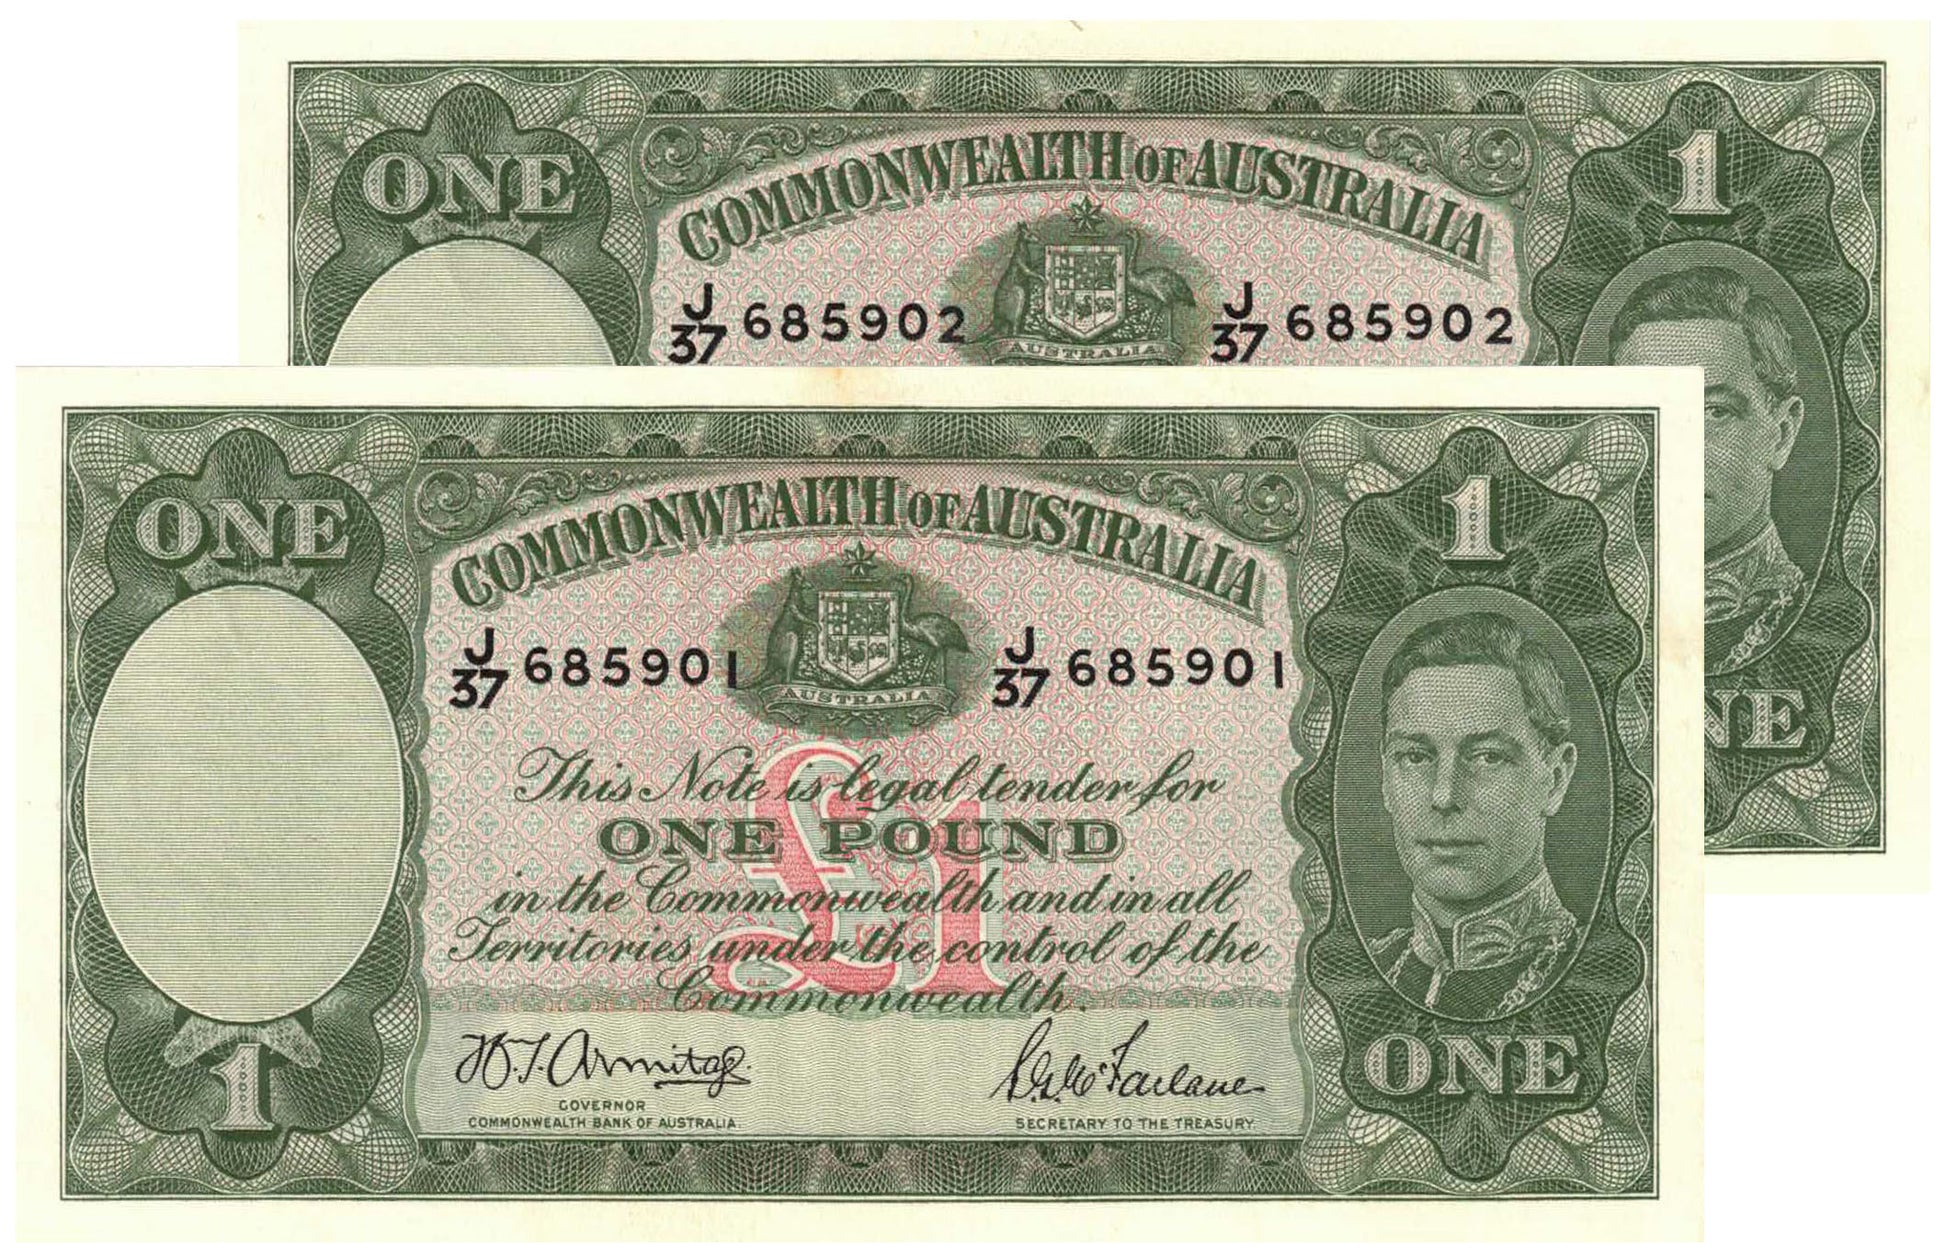 ONE
1
COMMONWEALTH OF AUSTRALIA
J/37 685902
J/37 685902
AUSTRALIA
NE
ONE
1
COMMONWEALTH OF AUSTRALIA
J/37 685901
J/37 685901
AUSTRALIA
£1
This Note is legal tender for
ONE POUND
in the Commonwealth and in all
Territories under the control of the
Commonwealth.
H.T. Armitage.
S.G. McFarlane
GOVERNOR
COMMONWEALTH BANK OF AUSTRALIA.
SECRETARY TO THE TREASURY.
1
ONE